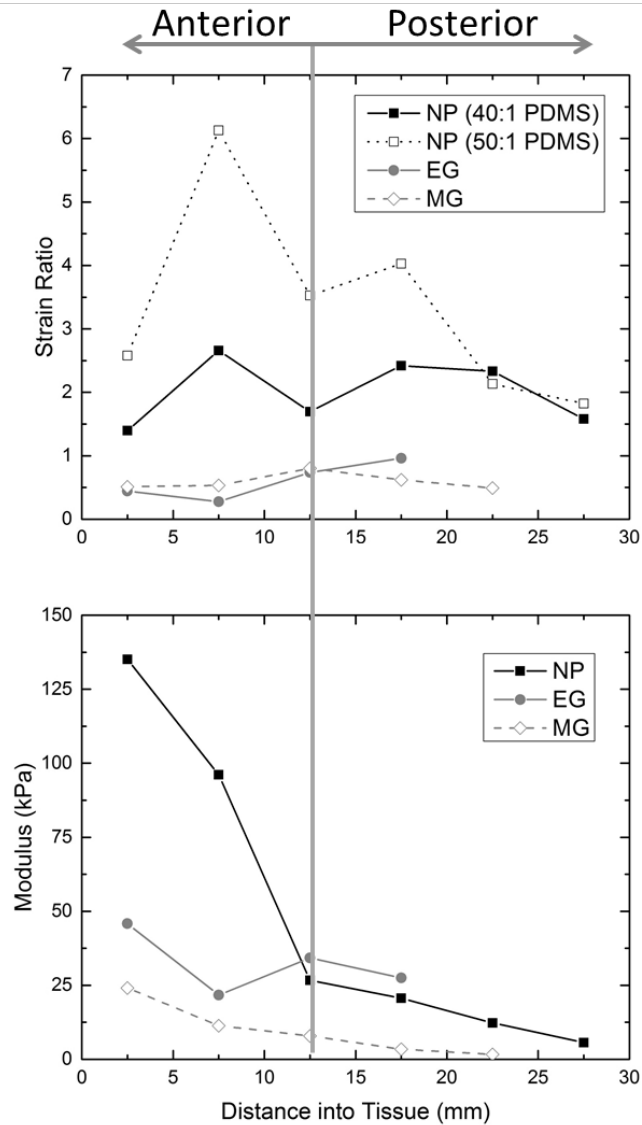 Anterior Posterior
7
6
5
4
3
2
1
0
Strain Ratio
NP (40:1 PDMS)
NP (50:1 PDMS)
EG
MG
0 5 10 15 20 25 30
150
125
100
75
50
25
0
Modulus (kPa)
NP
EG
MG
0 5 10 15 20 25 30
Distance into Tissue (mm)